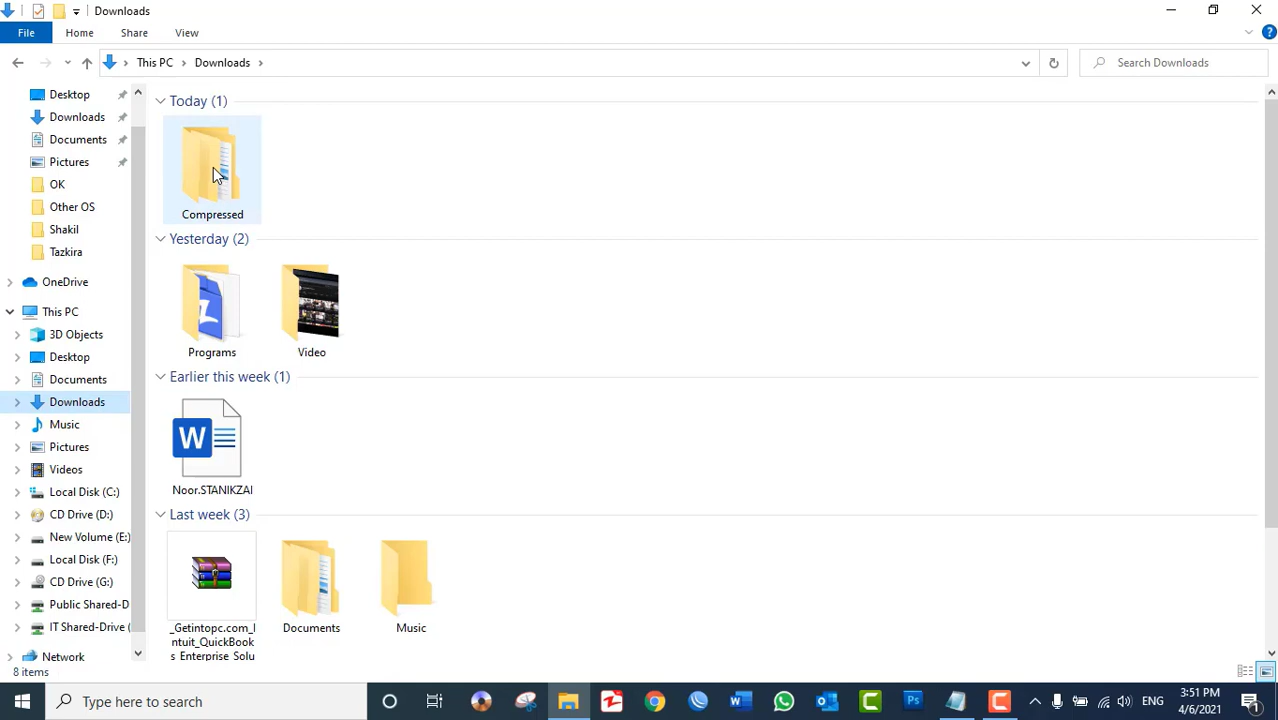 Downloads
File
Home
Share
View
This PC
Downloads
Search Downloads
Desktop
Downloads
Documents
Pictures
OK
Other OS
Shakil
Tazkira
OneDrive
This PC
3D Objects
Desktop
Documents
Downloads
Music
Pictures
Videos
Local Disk (C:)
CD Drive (D:)
New Volume (E:)
Local Disk (F:)
CD Drive (G:)
Public Shared-D
IT Shared-Drive (
Network
Today (1)
Compressed
Yesterday (2)
Programs
Video
Earlier this week (1)
W
Noor.STANIKZAI
Last week (3)
_Getintopc.com_I
ntuit_QuickBook
s_Enterprise_Solu
Documents
Music
8 items
Type here to search
ENG
3:51 PM
4/6/2021